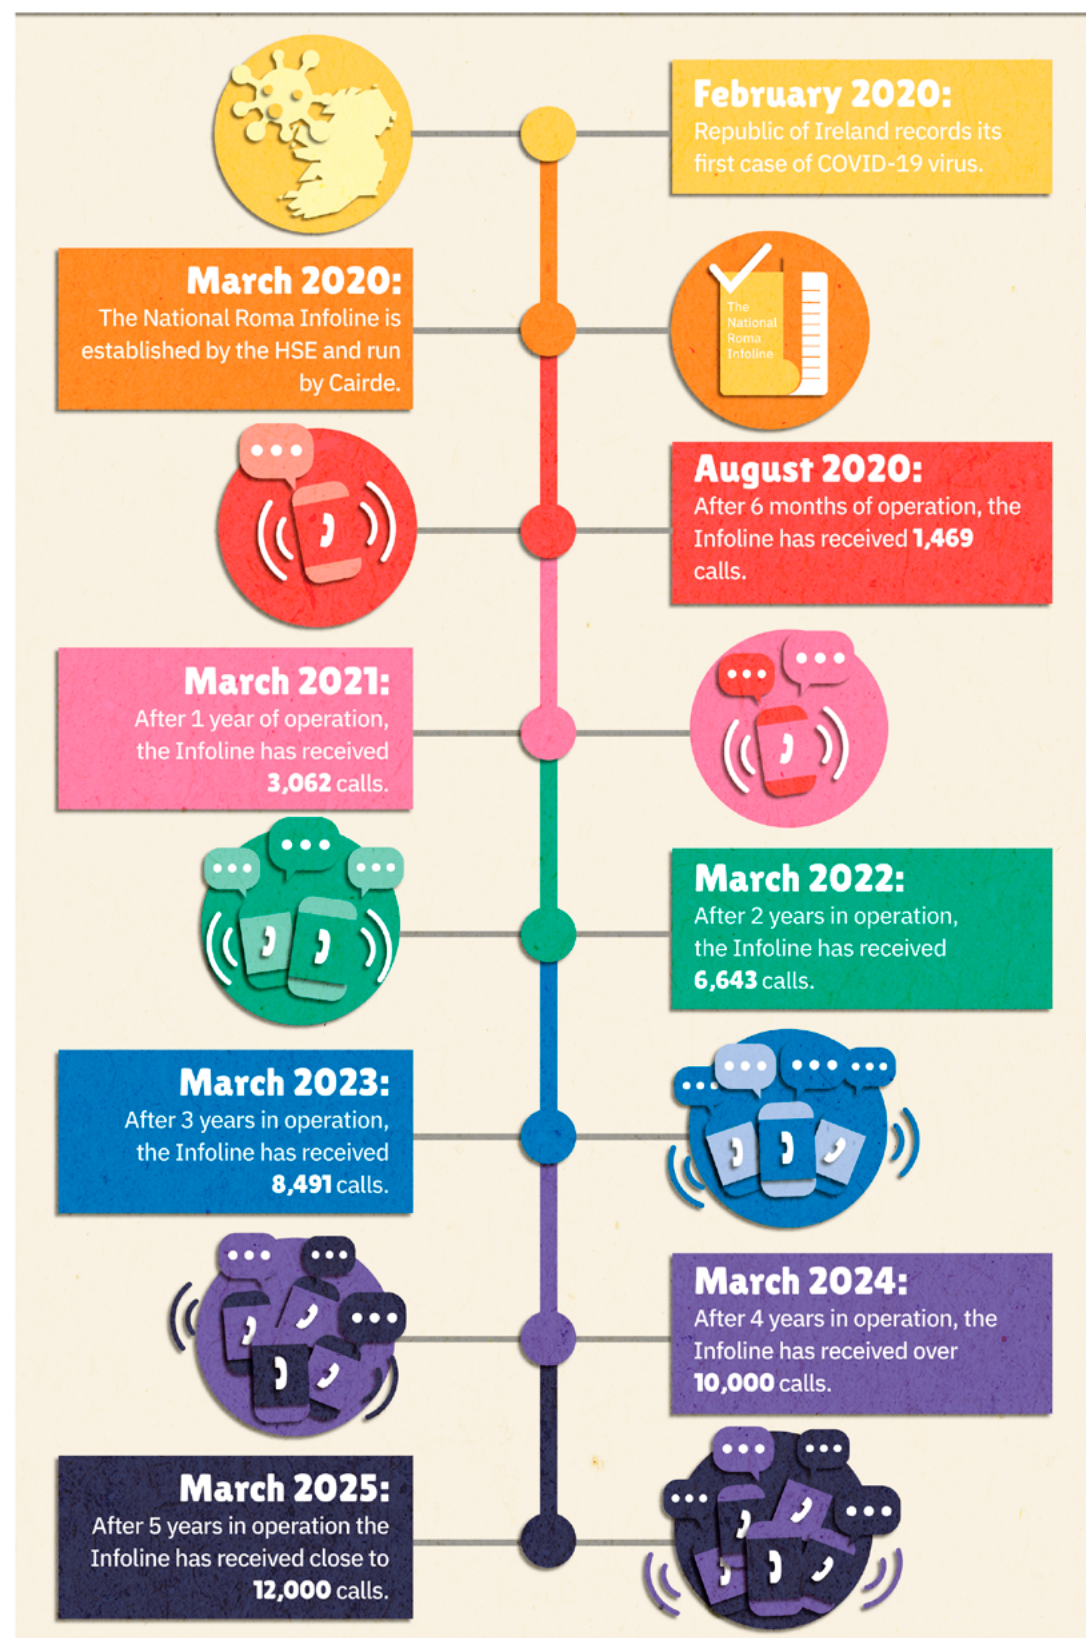 February 2020:
Republic of Ireland records its
first case of COVID-19 virus.
March 2020:
The National Roma Infoline is
established by the HSE and run
by Cairde.
The
National
Roma
Infoline
August 2020:
After 6 months of operation, the
Infoline has received 1,469
calls.
March 2021:
After 1 year of operation,
the Infoline has received
3,062 calls.
March 2022:
After 2 years in operation,
the Infoline has received
6,643 calls.
March 2023:
After 3 years in operation,
the Infoline has received
8,491 calls.
March 2024:
After 4 years in operation, the
Infoline has received over
10,000 calls.
March 2025:
After 5 years in operation the
Infoline has received close to
12,000 calls.